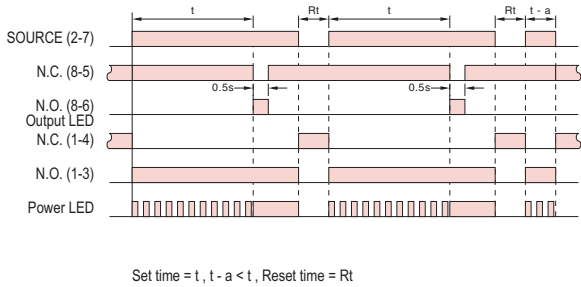 t Rt t Rt t - a
SOURCE (2-7)
N.C. (8-5)
0.5s 0.5s
N.O. (8-6)
Output LED
N.C. (1-4)
N.O. (1-3)
Power LED
Set time = t , t - a < t , Reset time = Rt